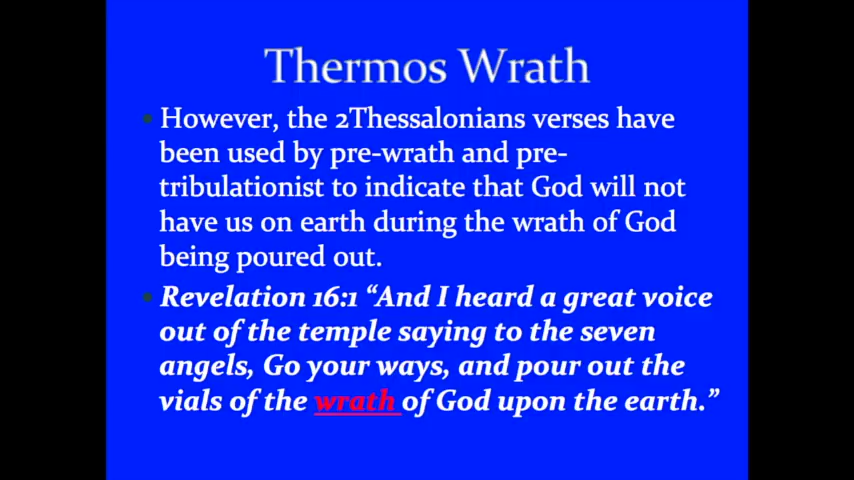 Thermos Wrath
However, the 2Thessalonians verses have
been used by pre-wrath and pre-
tribulationist to indicate that God will not
have us on earth during the wrath of God
being poured out.
Revelation 16:1 “And I heard a great voice
out of the temple saying to the seven
angels, Go your ways, and pour out the
vials of the wrath of God upon the earth.”